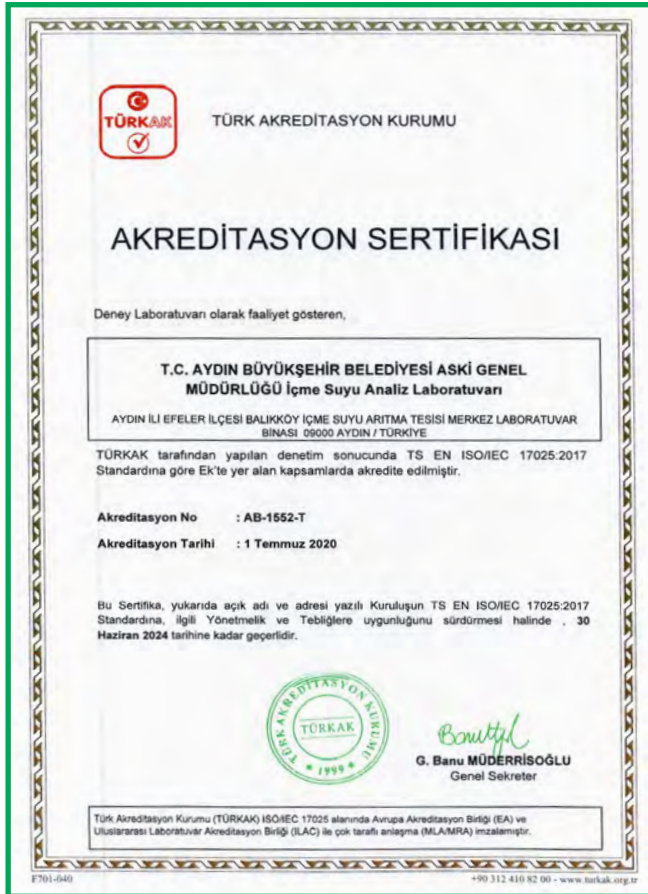 TÜRKAK
TÜRK AKREDİTASYON KURUMU
AKREDİTASYON SERTİFİKASI
Deney Laboratuvarı olarak faaliyet gösteren,
T.C. AYDIN BÜYÜKŞEHİR BELEDİYESİ ASKİ GENEL
MÜDÜRLÜĞÜ İçme Suyu Analiz Laboratuvarı
AYDIN İLİ EFELER İLÇESİ BALIKKÖY İÇME SUYU ARITMA TESİSİ MERKEZ LABORATUVAR
BİNASI 09000 AYDIN / TÜRKİYE
TÜRKAK tarafından yapılan denetim sonucunda TS EN ISO/IEC 17025:2017
Standardına göre Ek'te yer alan kapsamlarda akredite edilmiştir.
Akreditasyon No : AB-1552-T
Akreditasyon Tarihi : 1 Temmuz 2020
Bu Sertifika, yukarıda açık adı ve adresi yazılı Kuruluşun TS EN ISO/IEC 17025:2017
Standardına, ilgili Yönetmelik ve Tebliğlere uygunluğunu sürdürmesi halinde , 30
Haziran 2024 tarihine kadar geçerlidir.
TÜRK AKREDİTASYON KURUMU
TÜRKAK
* 1999 *
G. Banu MÜDERRİSOĞLU
Genel Sekreter
Türk Akreditasyon Kurumu (TÜRKAK) ISO/IEC 17025 alanında Avrupa Akreditasyon Birliği (EA) ve
Uluslararası Laboratuvar Akreditasyon Birliği (ILAC) ile çok taraflı anlaşma (MLA/MRA) imzalamıştır.
F701-040
+90 312 410 82 00 - www.turkak.org.tr